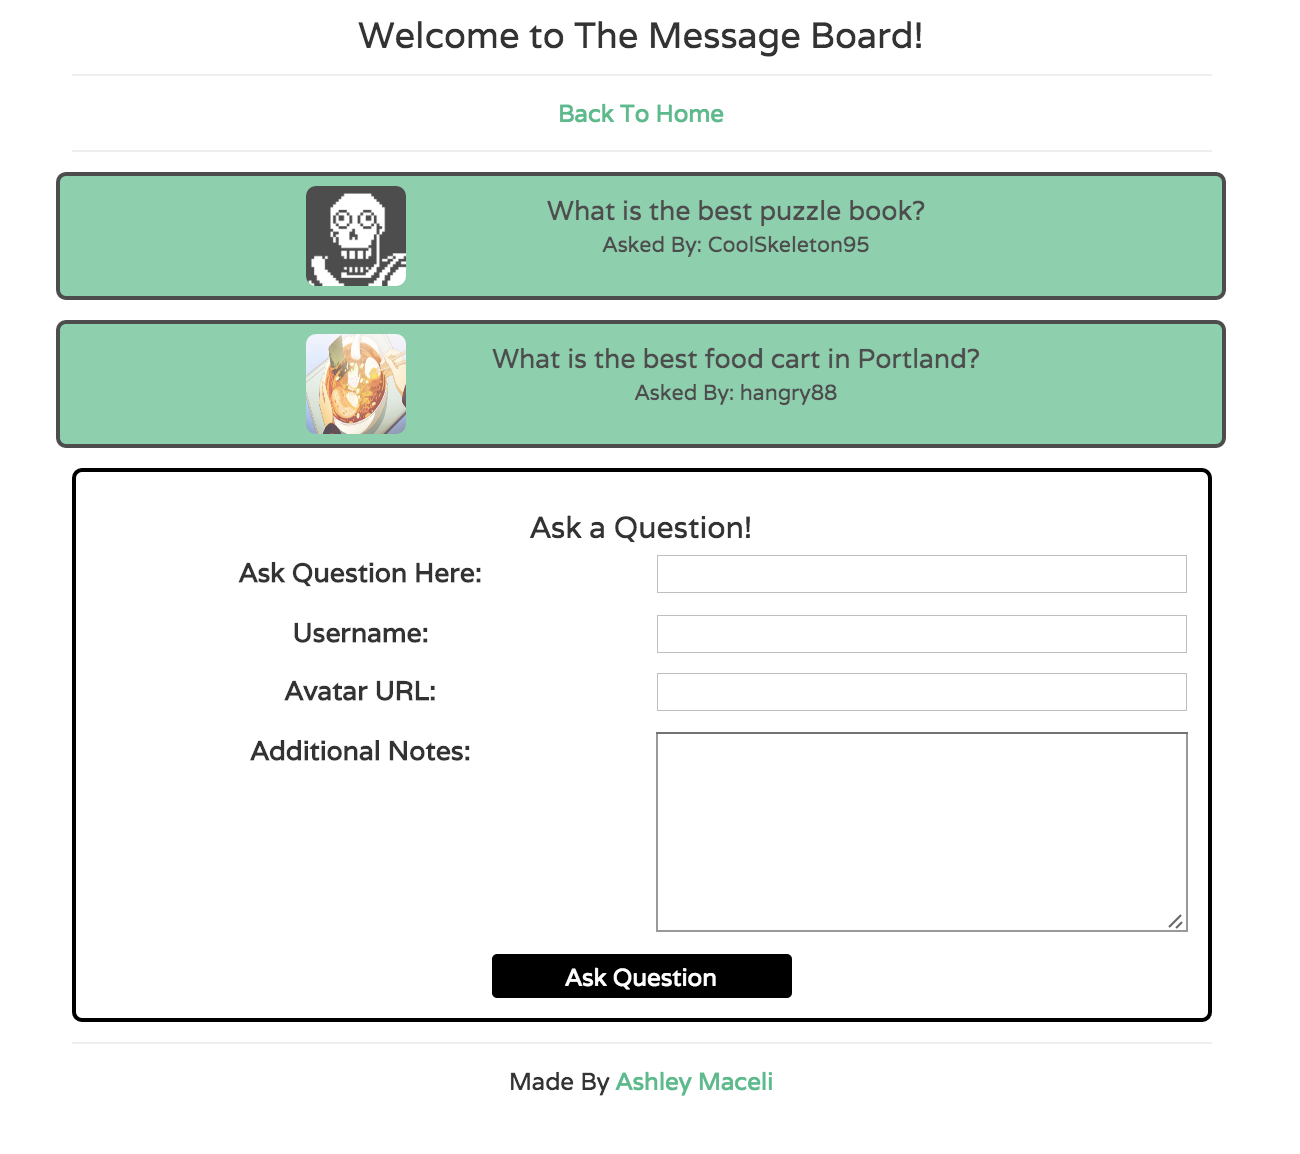 Welcome to The Message Board!
Back To Home
What is the best puzzle book?
Asked By: CoolSkeleton95
What is the best food cart in Portland?
Asked By: hangry88
Ask a Question!
Ask Question Here:
Username:
Avatar URL:
Additional Notes:
Ask Question
Made By Ashley Maceli